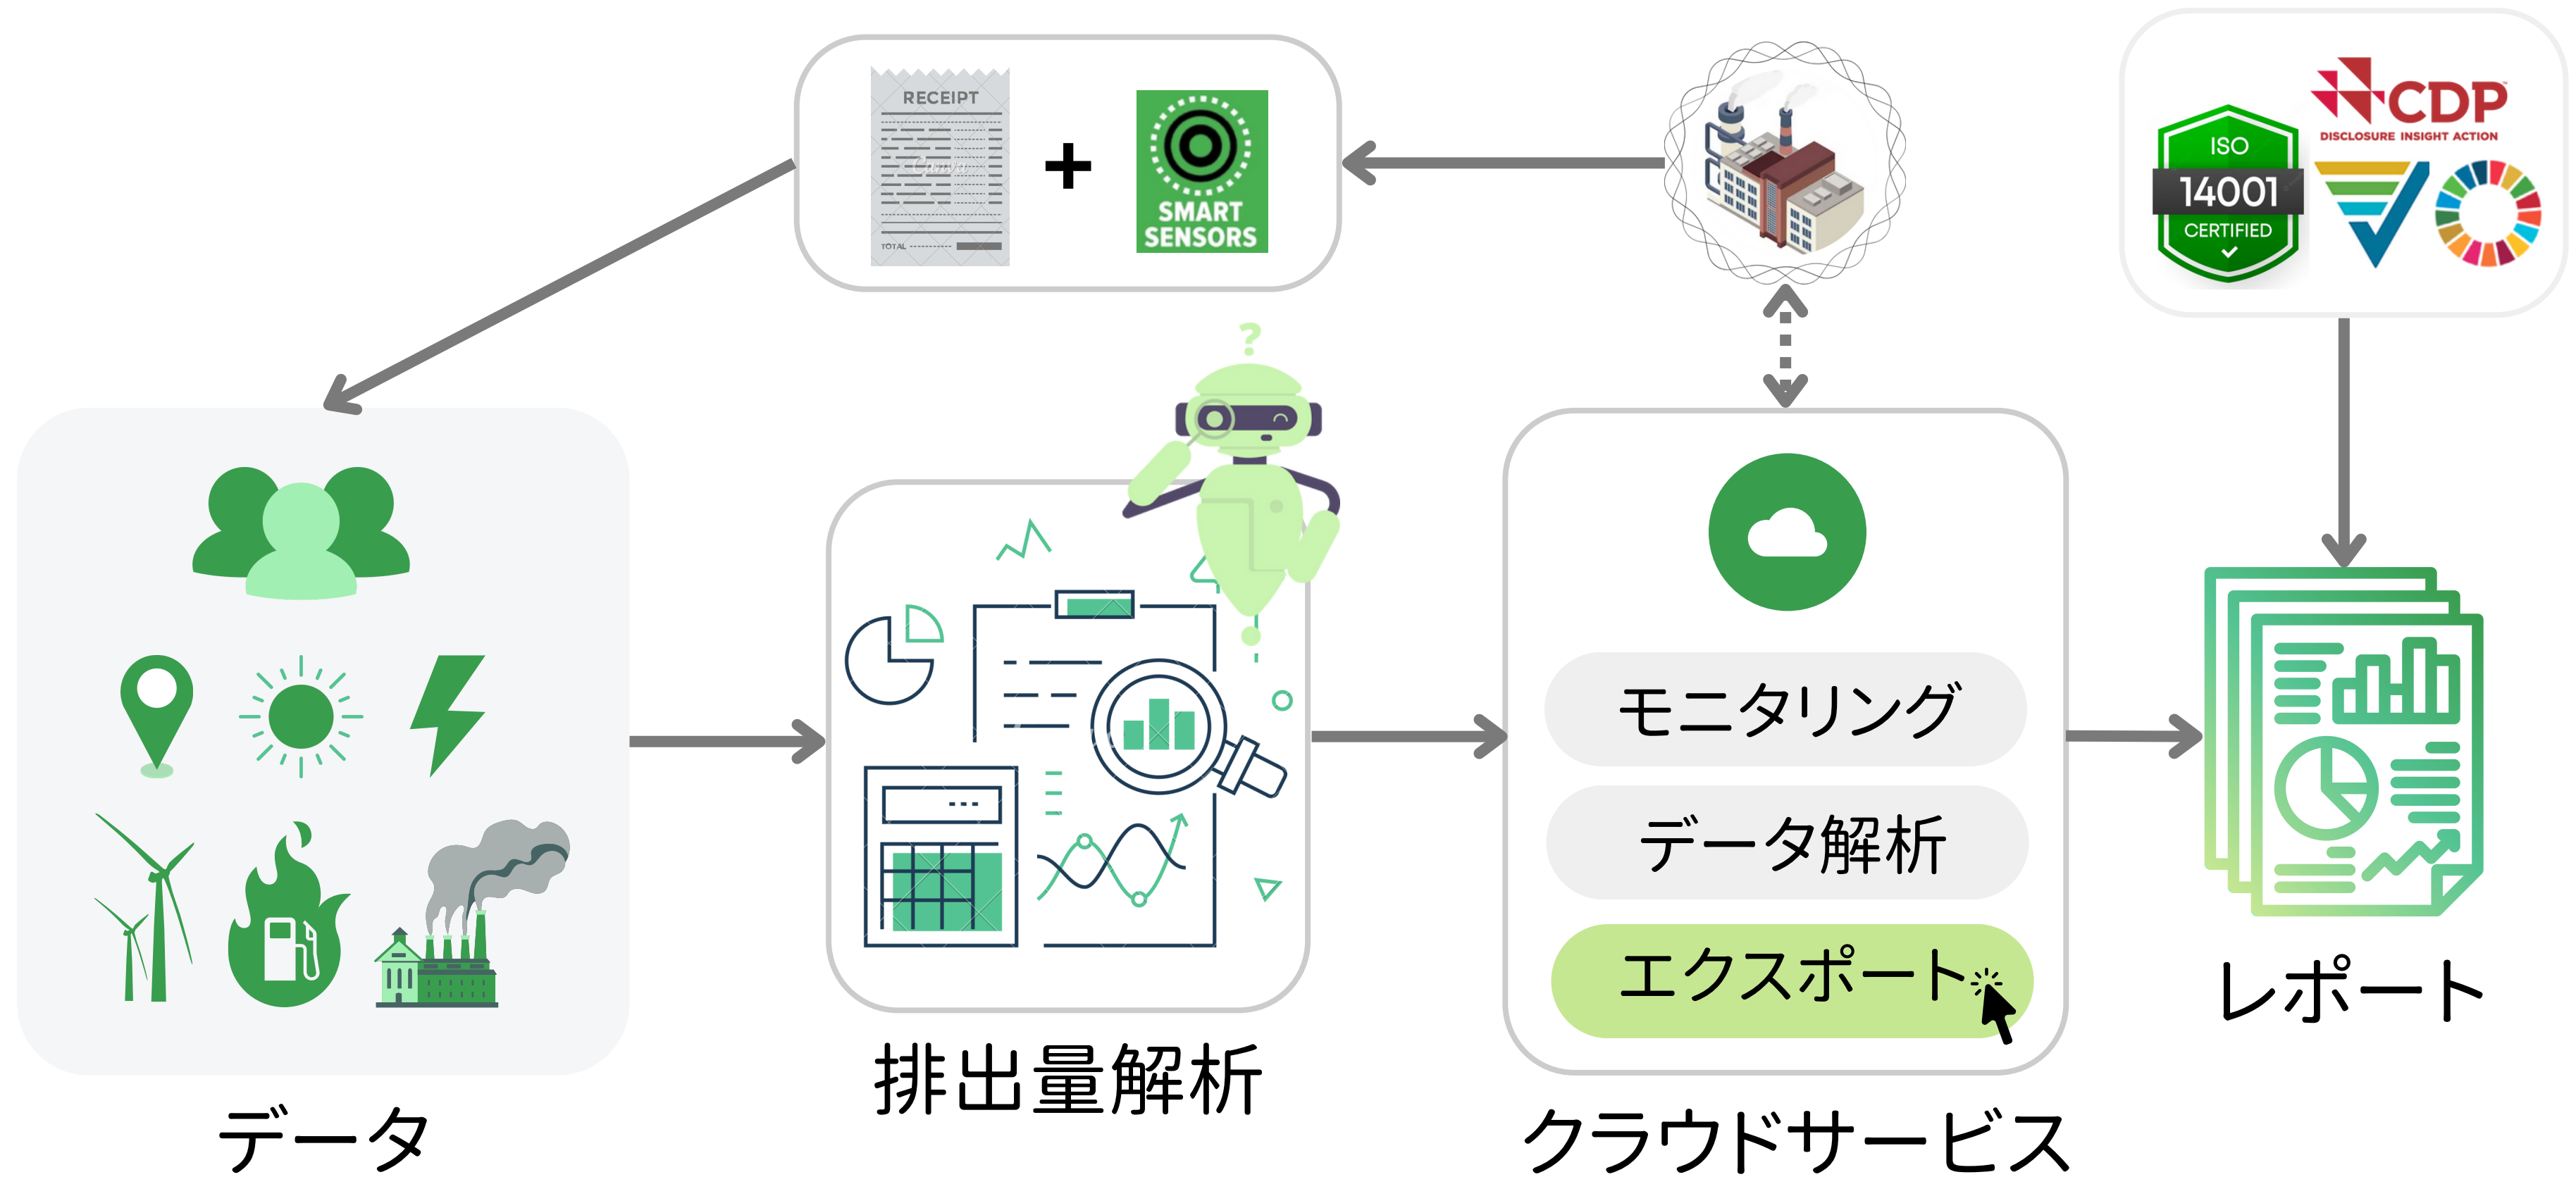 RECEIPT
TOTAL
Canva
+
SMART
SENSORS
CDP
DISCLOSURE INSIGHT ACTION
ISO
14001
CERTIFIED
?
モニタリング
データ解析
エクスポート
データ
排出量解析
クラウドサービス
レポート